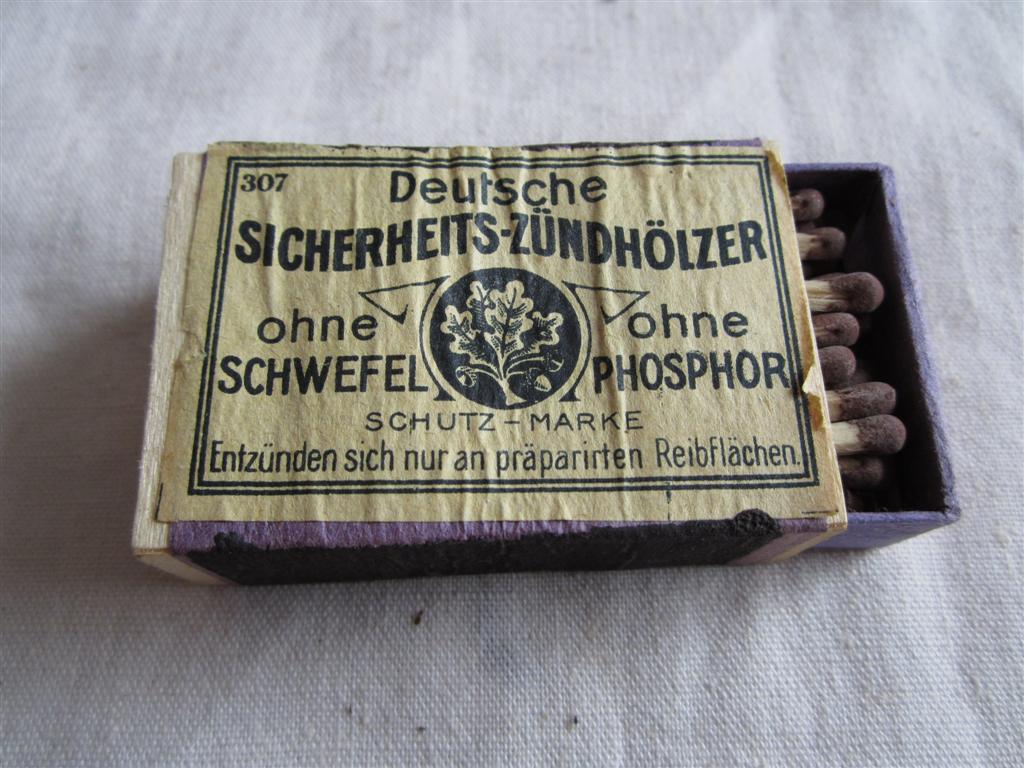 307
Deutsche
SICHERHEITS-ZÜNDHÖLZER
ohne ohne
SCHWEFEL PHOSPHOR
SCHUTZ-MARKE
Entzünden sich nur an präparirten Reibflächen.